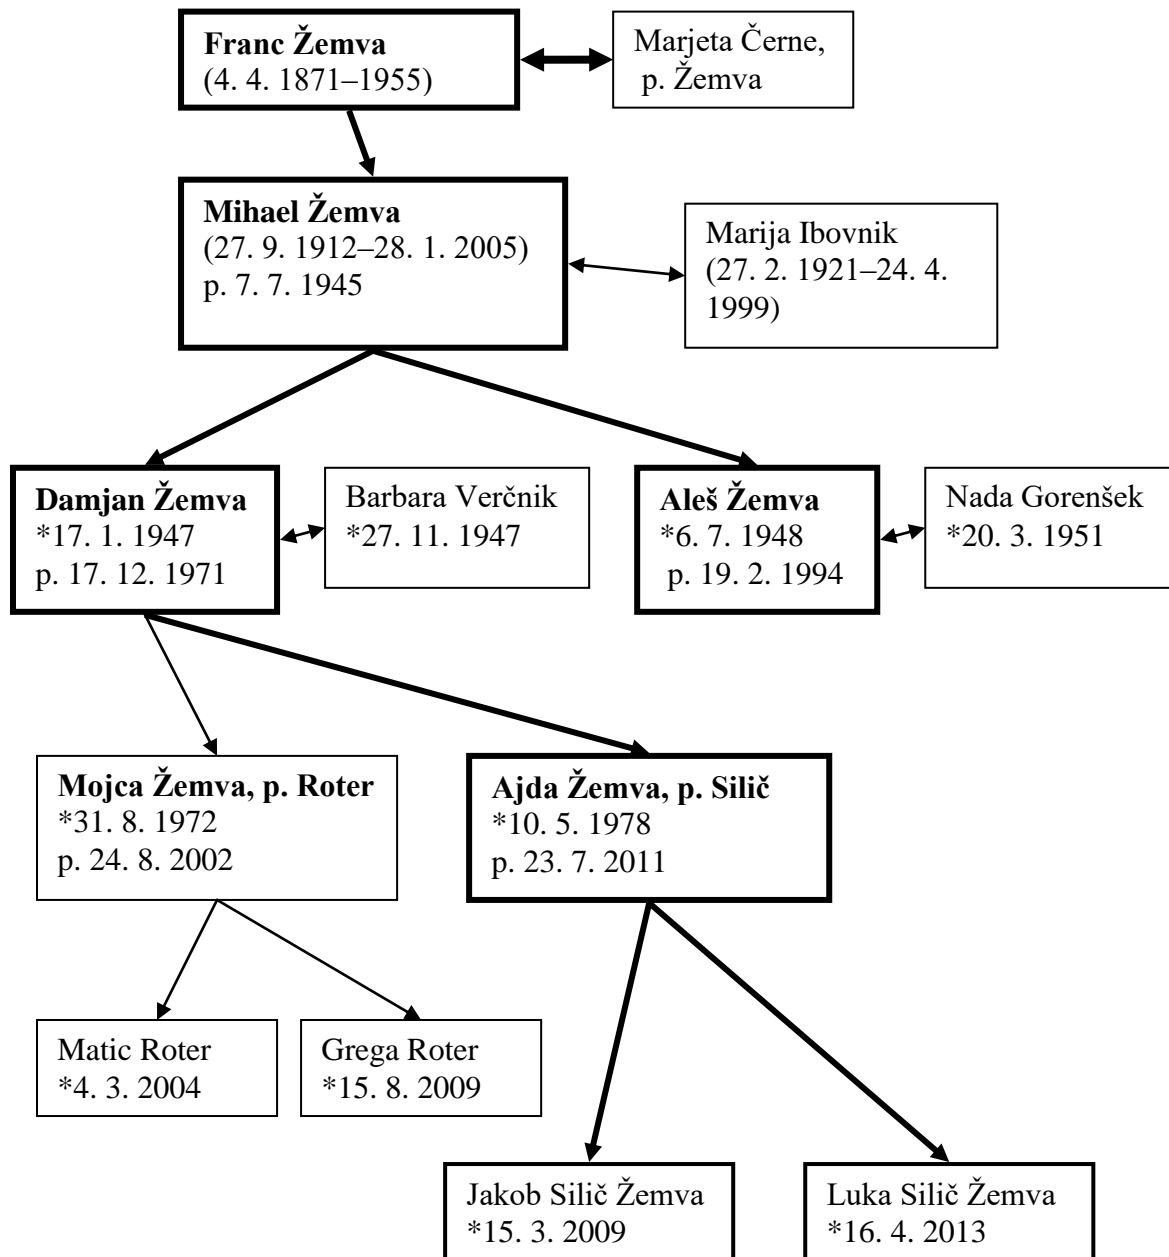 Franc Žemva
(4. 4. 1871–1955)
Marjeta Černe,
p. Žemva
Mihael Žemva
(27. 9. 1912–28. 1. 2005)
p. 7. 7. 1945
Marija Ibovnik
(27. 2. 1921–24. 4.
1999)
Damjan Žemva
*17. 1. 1947
p. 17. 12. 1971
Barbara Verčnik
*27. 11. 1947
Aleš Žemva
*6. 7. 1948
p. 19. 2. 1994
Nada Gorenšek
*20. 3. 1951
Mojca Žemva, p. Roter
*31. 8. 1972
p. 24. 8. 2002
Ajda Žemva, p. Silič
*10. 5. 1978
p. 23. 7. 2011
Matic Roter
*4. 3. 2004
Grega Roter
*15. 8. 2009
Jakob Silič Žemva
*15. 3. 2009
Luka Silič Žemva
*16. 4. 2013